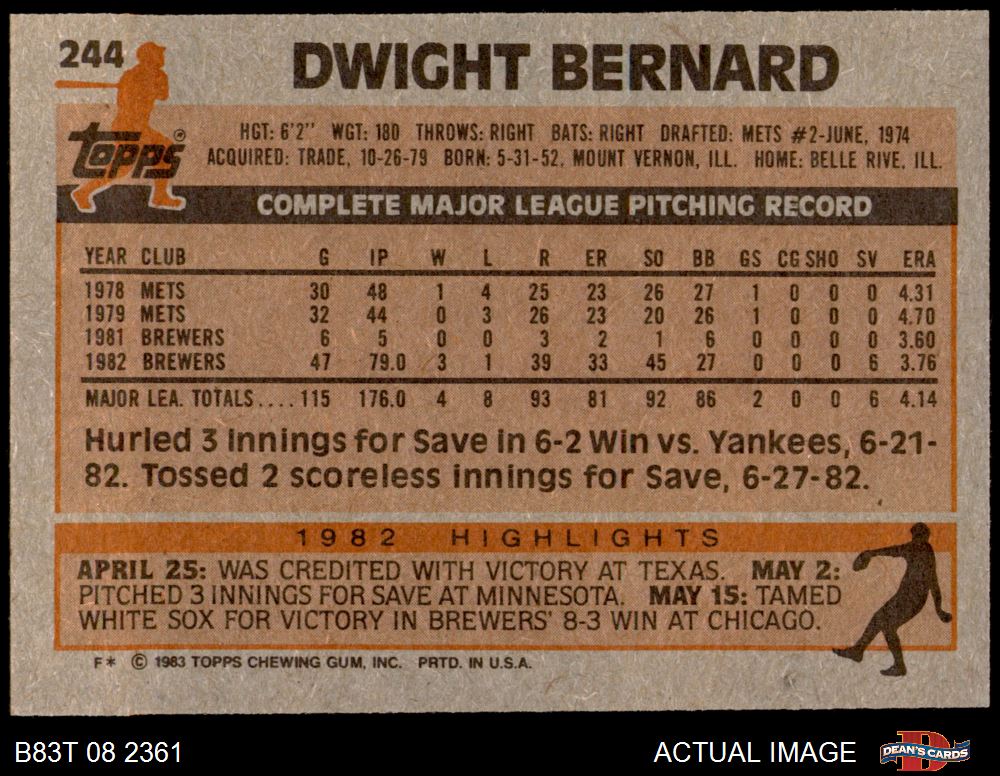 244 DWIGHT BERNARD
Topps ®
HGT: 6'2" WGT: 180 THROWS: RIGHT BATS: RIGHT DRAFTED: METS #2-JUNE, 1974
ACQUIRED: TRADE, 10-26-79 BORN: 5-31-52, MOUNT VERNON, ILL. HOME: BELLE RIVE, ILL.
COMPLETE MAJOR LEAGUE PITCHING RECORD
YEAR CLUB G IP W L R ER SO BB GS CG SHO SV ERA
1978 METS 30 48 1 4 25 23 26 27 1 0 0 0 4.31
1979 METS 32 44 0 3 26 23 20 26 1 0 0 0 4.70
1981 BREWERS 6 5 0 0 3 2 1 6 0 0 0 0 3.60
1982 BREWERS 47 79.0 3 1 39 33 45 27 0 0 0 6 3.76
MAJOR LEA. TOTALS.... 115 176.0 4 8 93 81 92 86 2 0 0 6 4.14
Hurled 3 innings for Save in 6-2 Win vs. Yankees, 6-21-
82. Tossed 2 scoreless innings for Save, 6-27-82.
1982 HIGHLIGHTS
APRIL 25: WAS CREDITED WITH VICTORY AT TEXAS. MAY 2:
PITCHED 3 INNINGS FOR SAVE AT MINNESOTA. MAY 15: TAMED
WHITE SOX FOR VICTORY IN BREWERS' 8-3 WIN AT CHICAGO.
F* © 1983 TOPPS CHEWING GUM, INC. PRTD. IN U.S.A.
B83T 08 2361 ACTUAL IMAGE D DEAN'S CARDS